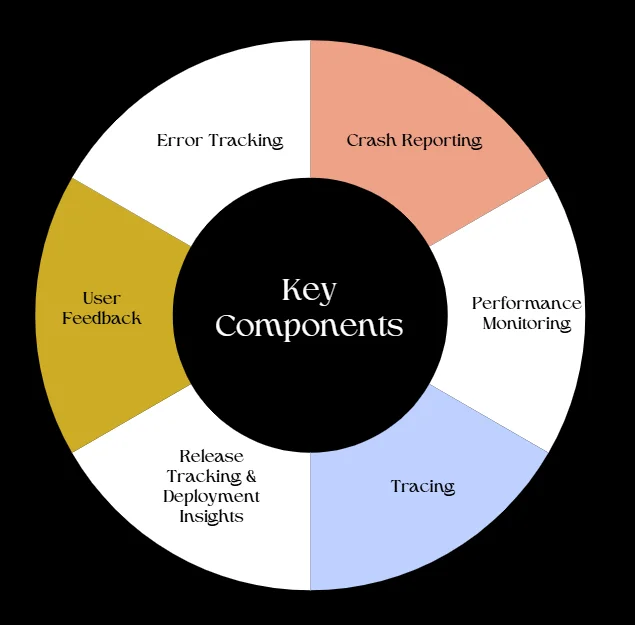 Error Tracking
Crash Reporting
User
Feedback
Key
Components
Performance
Monitoring
Release
Tracking &
Deployment
Insights
Tracing